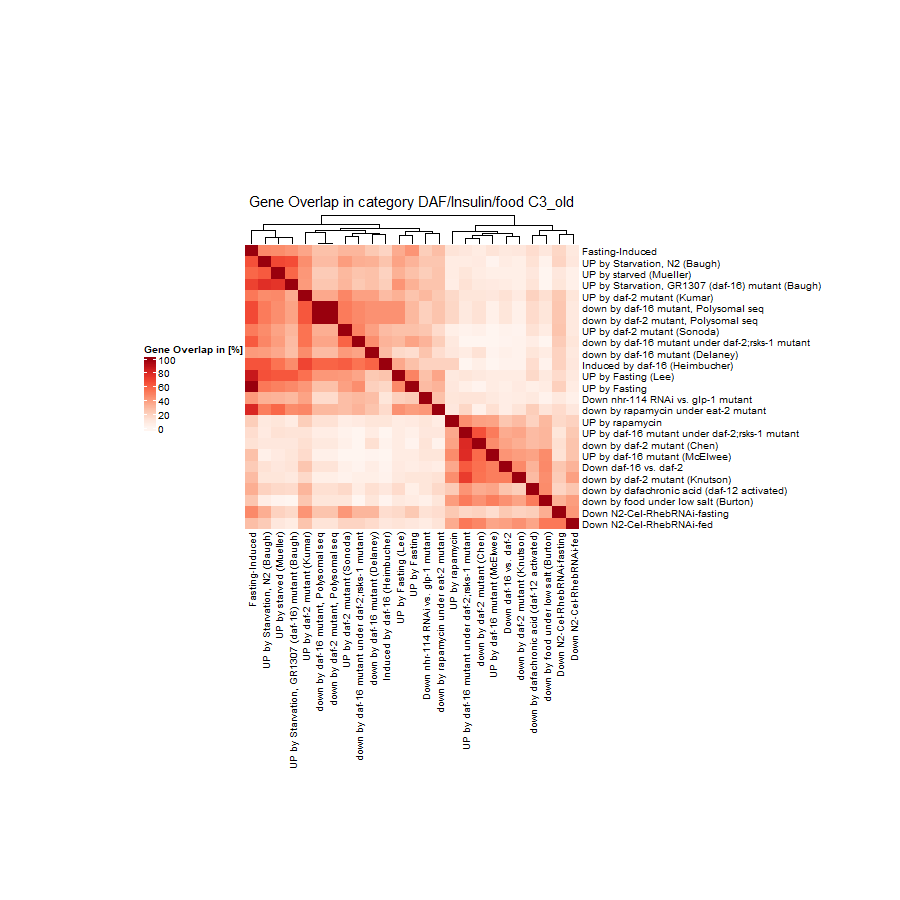 Gene Overlap in category DAF/Insulin/food C3_old
Fasting-Induced
UP by Starvation, N2 (Baugh)
UP by starved (Mueller)
UP by Starvation, GR1307 (daf-16) mutant (Baugh)
UP by daf-2 mutant (Kumar)
down by daf-16 mutant, Polysomal seq
down by daf-2 mutant, Polysomal seq
UP by daf-2 mutant (Sonoda)
down by daf-16 mutant under daf-2;rsks-1 mutant
down by daf-16 mutant (Delaney)
Induced by daf-16 (Heimbucher)
UP by Fasting (Lee)
UP by Fasting
Down nhr-114 RNAi vs. glp-1 mutant
down by rapamycin under eat-2 mutant
UP by rapamycin
UP by daf-16 mutant under daf-2;rsks-1 mutant
down by daf-2 mutant (Chen)
UP by daf-16 mutant (McElwee)
Down daf-16 vs. daf-2
down by daf-2 mutant (Knutson)
down by dafachronic acid (daf-12 activated)
down by food under low salt (Burton)
Down N2-Cel-RhebRNAi-fasting
Down N2-Cel-RhebRNAi-fed
Gene Overlap in [%]
100
80
60
40
20
0
Fasting-Induced
UP by Starvation, N2 (Baugh)
UP by starved (Mueller)
UP by Starvation, GR1307 (daf-16) mutant (Baugh)
UP by daf-2 mutant (Kumar)
down by daf-16 mutant, Polysomal seq
down by daf-2 mutant, Polysomal seq
UP by daf-2 mutant (Sonoda)
down by daf-16 mutant under daf-2;rsks-1 mutant
down by daf-16 mutant (Delaney)
Induced by daf-16 (Heimbucher)
UP by Fasting (Lee)
UP by Fasting
Down nhr-114 RNAi vs. glp-1 mutant
down by rapamycin under eat-2 mutant
UP by rapamycin
UP by daf-16 mutant under daf-2;rsks-1 mutant
down by daf-2 mutant (Chen)
UP by daf-16 mutant (McElwee)
Down daf-16 vs. daf-2
down by daf-2 mutant (Knutson)
down by dafachronic acid (daf-12 activated)
down by food under low salt (Burton)
Down N2-Cel-RhebRNAi-fasting
Down N2-Cel-RhebRNAi-fed